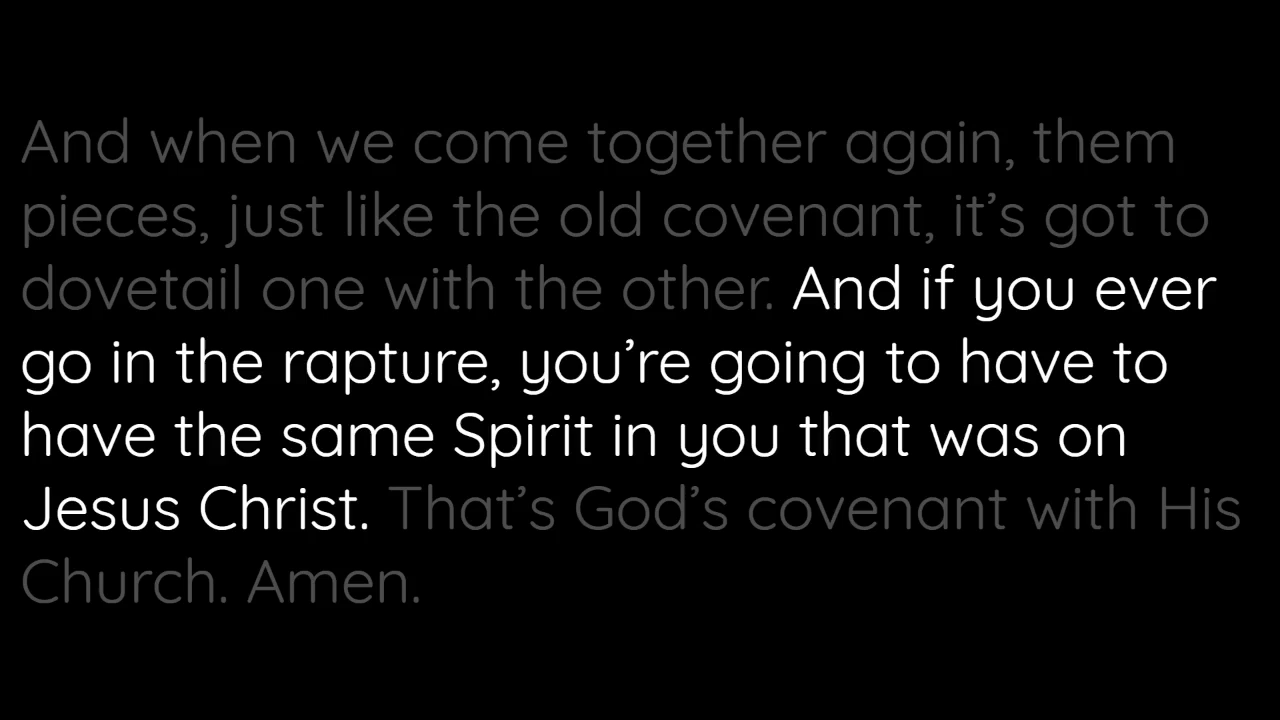 And when we come together again, them
pieces, just like the old covenant, it’s got to
dovetail one with the other. And if you ever
go in the rapture, you’re going to have to
have the same Spirit in you that was on
Jesus Christ. That’s God’s covenant with His
Church. Amen.